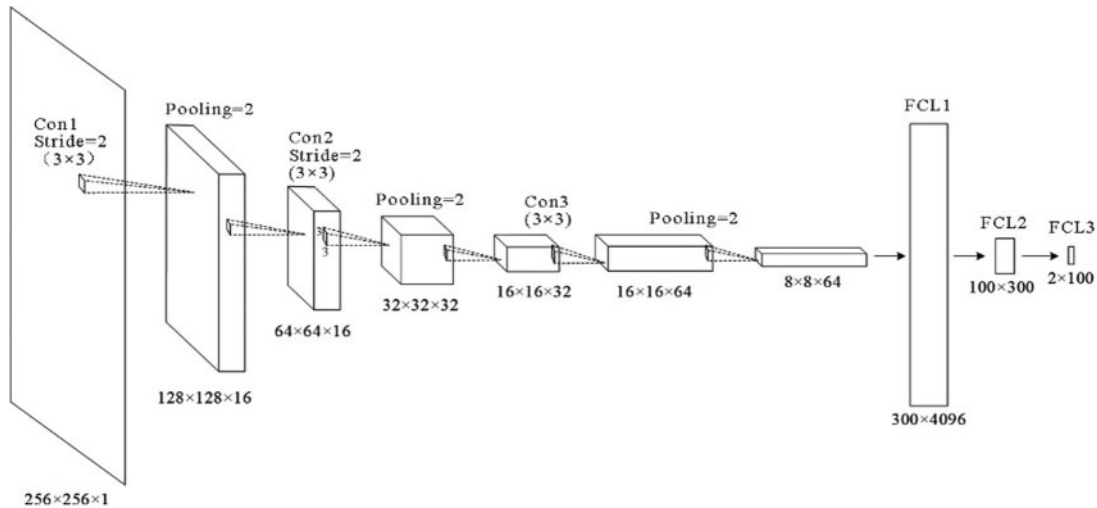 Con1
Stride=2
(3×3)
256×256×1
Pooling=2
128×128×16
Con2
Stride=2
(3×3)
3
3
64×64×16
Pooling=2
32×32×32
16×16×32
Con3
(3×3)
16×16×64
Pooling=2
8×8×64
FCL1
300×4096
FCL2
100×300
FCL3
2×100